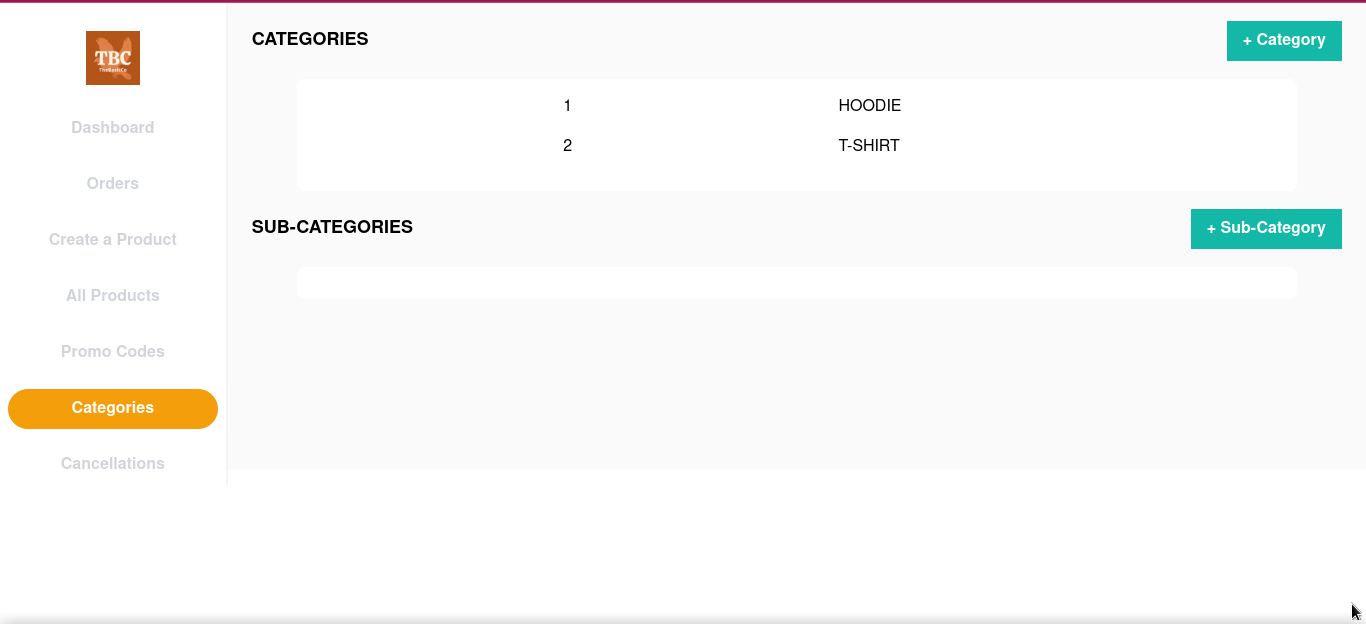 TBC
TheBasicCo
Dashboard
Orders
Create a Product
All Products
Promo Codes
Categories
Cancellations
CATEGORIES
+ Category
1 HOODIE
2 T-SHIRT
SUB-CATEGORIES
+ Sub-Category